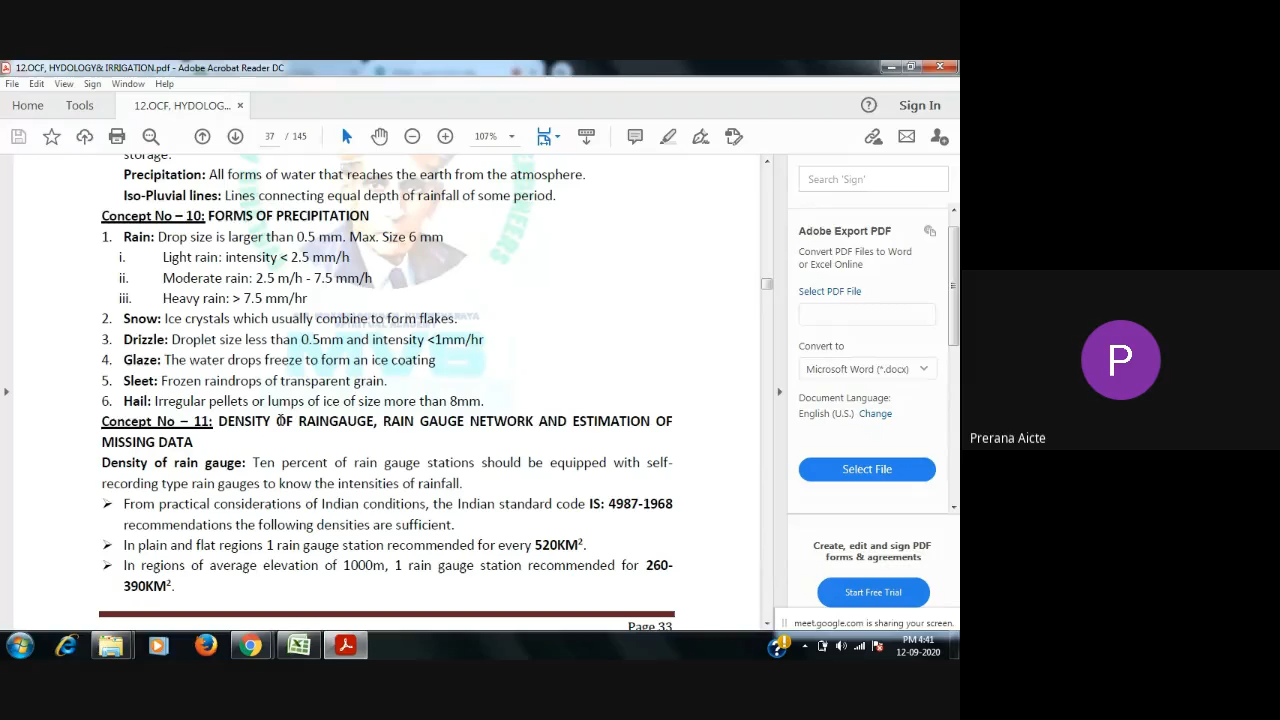 12.OCF, HYDOLOGY& IRRIGATION.pdf - Adobe Acrobat Reader DC
File Edit View Sign Window Help
Home Tools 12.OCF, HYDOLOG... × Sign In
37 / 145 107%
storage.
Precipitation: All forms of water that reaches the earth from the atmosphere.
Iso-Pluvial lines: Lines connecting equal depth of rainfall of some period.
Concept No – 10: FORMS OF PRECIPITATION
1. Rain: Drop size is larger than 0.5 mm. Max. Size 6 mm
i. Light rain: intensity < 2.5 mm/h
ii. Moderate rain: 2.5 m/h - 7.5 mm/h
iii. Heavy rain: > 7.5 mm/hr
2. Snow: Ice crystals which usually combine to form flakes.
3. Drizzle: Droplet size less than 0.5mm and intensity <1mm/hr
4. Glaze: The water drops freeze to form an ice coating
5. Sleet: Frozen raindrops of transparent grain.
6. Hail: Irregular pellets or lumps of ice of size more than 8mm.
Concept No – 11: DENSITY OF RAINGAUGE, RAIN GAUGE NETWORK AND ESTIMATION OF
MISSING DATA
Density of rain gauge: Ten percent of rain gauge stations should be equipped with self-
recording type rain gauges to know the intensities of rainfall.
➢ From practical considerations of Indian conditions, the Indian standard code IS: 4987-1968
recommendations the following densities are sufficient.
➢ In plain and flat regions 1 rain gauge station recommended for every 520KM².
➢ In regions of average elevation of 1000m, 1 rain gauge station recommended for 260-
390KM².
Page 33
Search 'Sign'
Adobe Export PDF
Convert PDF Files to Word
or Excel Online
Select PDF File
Convert to
Microsoft Word (*.docx)
Document Language:
English (U.S.) Change
Select File
Create, edit and sign PDF
forms & agreements
Start Free Trial
meet.google.com is sharing your screen.
PM 4:41
12-09-2020
P
Prerana Aicte